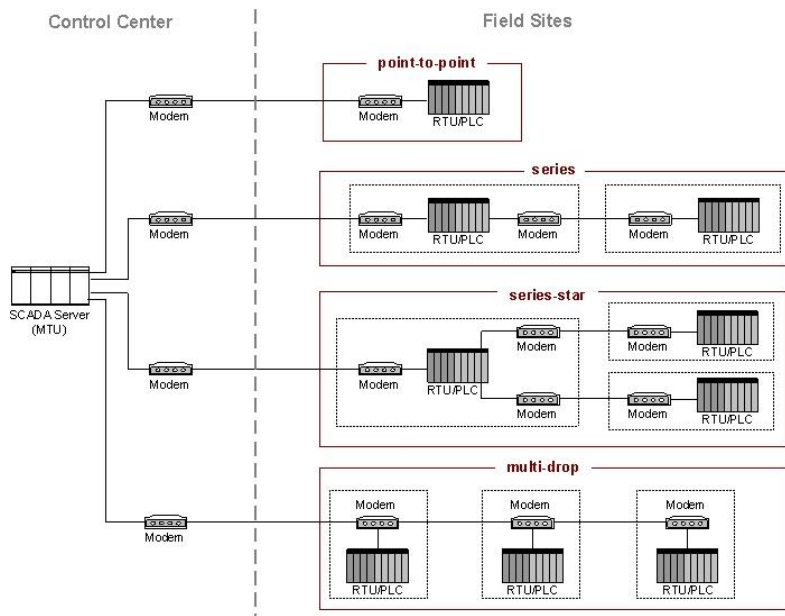 Control Center
Field Sites
point-to-point
Modem
Modem
RTU/PLC
series
Modem
Modem
RTU/PLC
Modem
Modem
RTU/PLC
SCADA Server
(MTU)
series-star
Modem
Modem
RTU/PLC
Modem
Modem
RTU/PLC
Modem
Modem
RTU/PLC
multi-drop
Modem
Modem
RTU/PLC
Modem
RTU/PLC
Modem
RTU/PLC